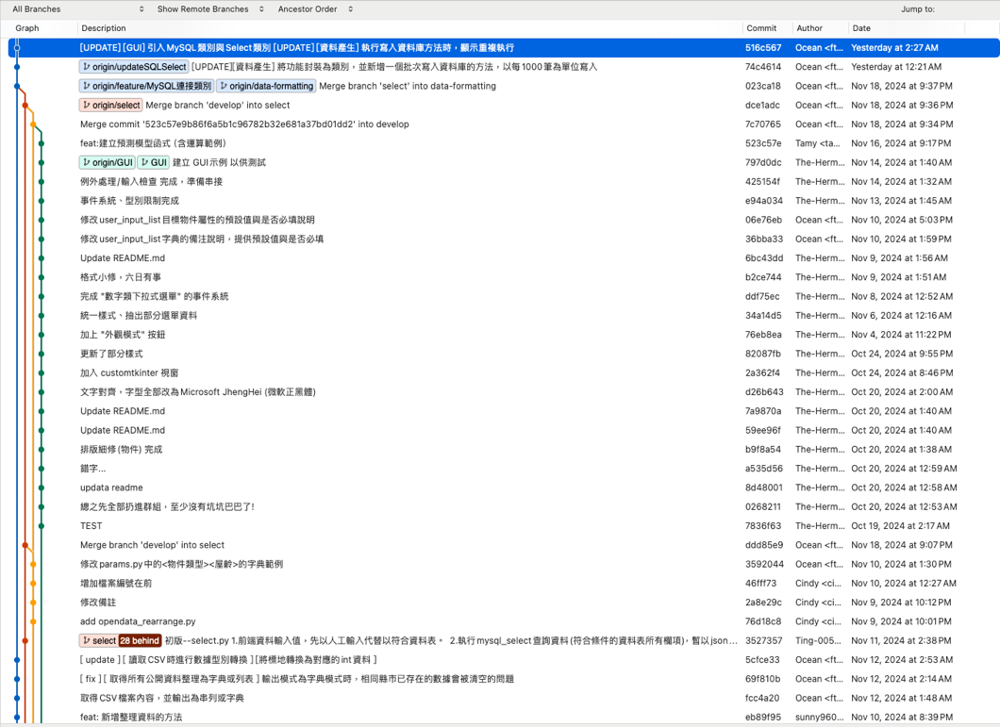 All Branches Show Remote Branches Ancestor Order Jump to:
Graph Description Commit Author Date
[UPDATE] [GUI] 引入 MySQL 類別與 Select 類別 [UPDATE] [資料產生] 執行寫入資料庫方法時，顯示重複執行 516c567 Ocean <ft... Yesterday at 2:27 AM
origin/updateSQLSelect [UPDATE][資料產生] 將功能封裝為類別，並新增一個批次寫入資料庫的方法，以每 1000 筆為單位寫入 74c4614 Ocean <ft... Yesterday at 12:21 AM
origin/feature/MySQL連接類別 origin/data-formatting Merge branch 'select' into data-formatting 023ca18 Ocean <ft... Nov 18, 2024 at 9:37 PM
origin/select Merge branch 'develop' into select dce1adc Ocean <ft... Nov 18, 2024 at 9:36 PM
Merge commit '523c57e9b86f6a5b1c96782b32e681a37bd01dd2' into develop 7c70765 Ocean <ft... Nov 18, 2024 at 9:34 PM
feat:建立預測模型函式 (含運算範例) 523c57e Tamy <ta... Nov 16, 2024 at 9:17 PM
origin/GUI GUI 建立 GUI 示例 以供測試 797d0dc The-Herm... Nov 14, 2024 at 1:40 AM
例外處理/輸入檢查 完成，準備串接 425154f The-Herm... Nov 14, 2024 at 1:32 AM
事件系統、型別限制完成 e94a034 The-Herm... Nov 13, 2024 at 1:45 AM
修改 user_input_list 目標物件屬性的預設值與是否必填說明 06e76eb Ocean <ft... Nov 10, 2024 at 5:03 PM
修改 user_input_list 字典的備注說明，提供預設值與是否必填 36bba33 Ocean <ft... Nov 10, 2024 at 1:59 PM
Update README.md 6bc43dd The-Herm... Nov 9, 2024 at 1:56 AM
格式小修，六日有事 b2ce744 The-Herm... Nov 9, 2024 at 1:51 AM
完成 "數字類下拉式選單" 的事件系統 ddf75ec The-Herm... Nov 8, 2024 at 12:52 AM
統一樣式、抽出部分選單資料 34a14d5 The-Herm... Nov 6, 2024 at 12:16 AM
加上 "外觀模式" 按鈕 76eb8ea The-Herm... Nov 4, 2024 at 11:22 PM
更新了部分樣式 82087fb The-Herm... Oct 24, 2024 at 9:55 PM
加入 customtkinter 視窗 2a362f4 The-Herm... Oct 24, 2024 at 8:46 PM
文字對齊，字型全部改為 Microsoft JhengHei (微軟正黑體) d26b643 The-Herm... Oct 20, 2024 at 2:00 AM
Update README.md 7a9870a The-Herm... Oct 20, 2024 at 1:40 AM
Update README.md 59ee96f The-Herm... Oct 20, 2024 at 1:40 AM
排版細修 (物件) 完成 b9f8a54 The-Herm... Oct 20, 2024 at 1:38 AM
錯字... a535d56 The-Herm... Oct 20, 2024 at 12:59 AM
updata readme 8d48001 The-Herm... Oct 20, 2024 at 12:58 AM
總之先全部扔進群組，至少沒有坑坑巴巴了! 0268211 The-Herm... Oct 20, 2024 at 12:53 AM
TEST 7836f63 The-Herm... Oct 19, 2024 at 2:17 AM
Merge branch 'develop' into select ddd85e9 Ocean <ft... Nov 18, 2024 at 9:07 PM
修改 params.py 中的<物件類型><屋齡>的字典範例 3592044 Ocean <ft... Nov 10, 2024 at 1:30 PM
增加檔案編號在前 46fff73 Cindy <ci... Nov 10, 2024 at 12:27 AM
修改備註 2a8e29c Cindy <ci... Nov 9, 2024 at 10:12 PM
add opendata_rearrange.py 76d18c8 Cindy <ci... Nov 9, 2024 at 10:01 PM
select 28 behind 初版--select.py 1.前端資料輸入值，先以人工輸入代替以符合資料表。 2.執行 mysql_select 查詢資料(符合條件的資料表所有欄項)，暫以 json... 3527357 Ting-005... Nov 11, 2024 at 2:38 PM
[ update ][ 讀取 CSV 時進行數據型別轉換 ][將標地轉換為對應的 int 資料 ] 5cfce33 Ocean <ft... Nov 12, 2024 at 2:53 AM
[ fix ][ 取得所有公開資料整理為字典或列表 ] 輸出模式為字典模式時，相同縣市已存在的數據會被清空的問題 69f810b Ocean <ft... Nov 12, 2024 at 2:14 AM
取得 CSV 檔案內容，並輸出為串列或字典 fcc4a20 Ocean <ft... Nov 12, 2024 at 1:48 AM
feat: 新增整理資料的方法 eb89f95 sunny960... Nov 10, 2024 at 8:39 PM